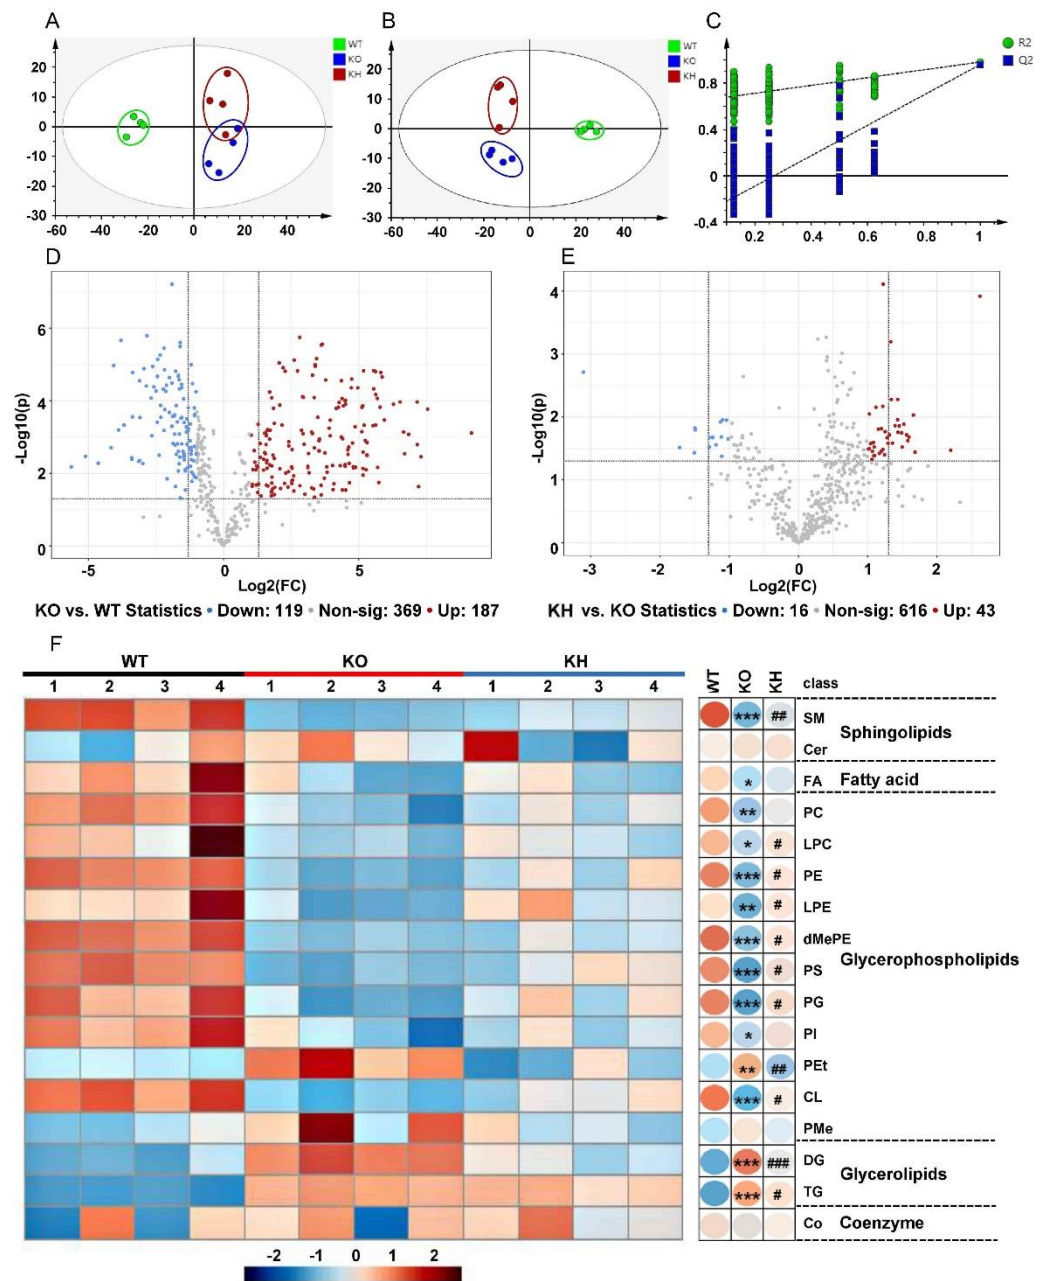 A
WT
KO
KH
20
10
0
-10
-20
-30
-40 -20 0 20 40
B
WT
KO
KH
30
20
10
0
-10
-20
-30
-60 -40 -20 0 20 40
C
R2
Q2
0.8
0.4
0
-0.4
0.2 0.4 0.6 0.8 1
D
-Log10(p)
6
4
2
0
-5 0 5
Log2(FC)
KO vs. WT Statistics • Down: 119 • Non-sig: 369 • Up: 187
E
-Log10(p)
4
3
2
1
0
-3 -2 -1 0 1 2
Log2(FC)
KH vs. KO Statistics • Down: 16 • Non-sig: 616 • Up: 43
F
WT KO KH
1 2 3 4 1 2 3 4 1 2 3 4
WT KO KH class
*** ## SM
Sphingolipids
Cer
* FA Fatty acid
** PC
* # LPC
*** # PE
** # LPE
*** # dMePE
Glycerophospholipids
*** # PS
*** # PG
* PI
** ## PEt
*** # CL
PMe
*** ### DG
Glycerolipids
*** # TG
Co Coenzyme
-2 -1 0 1 2